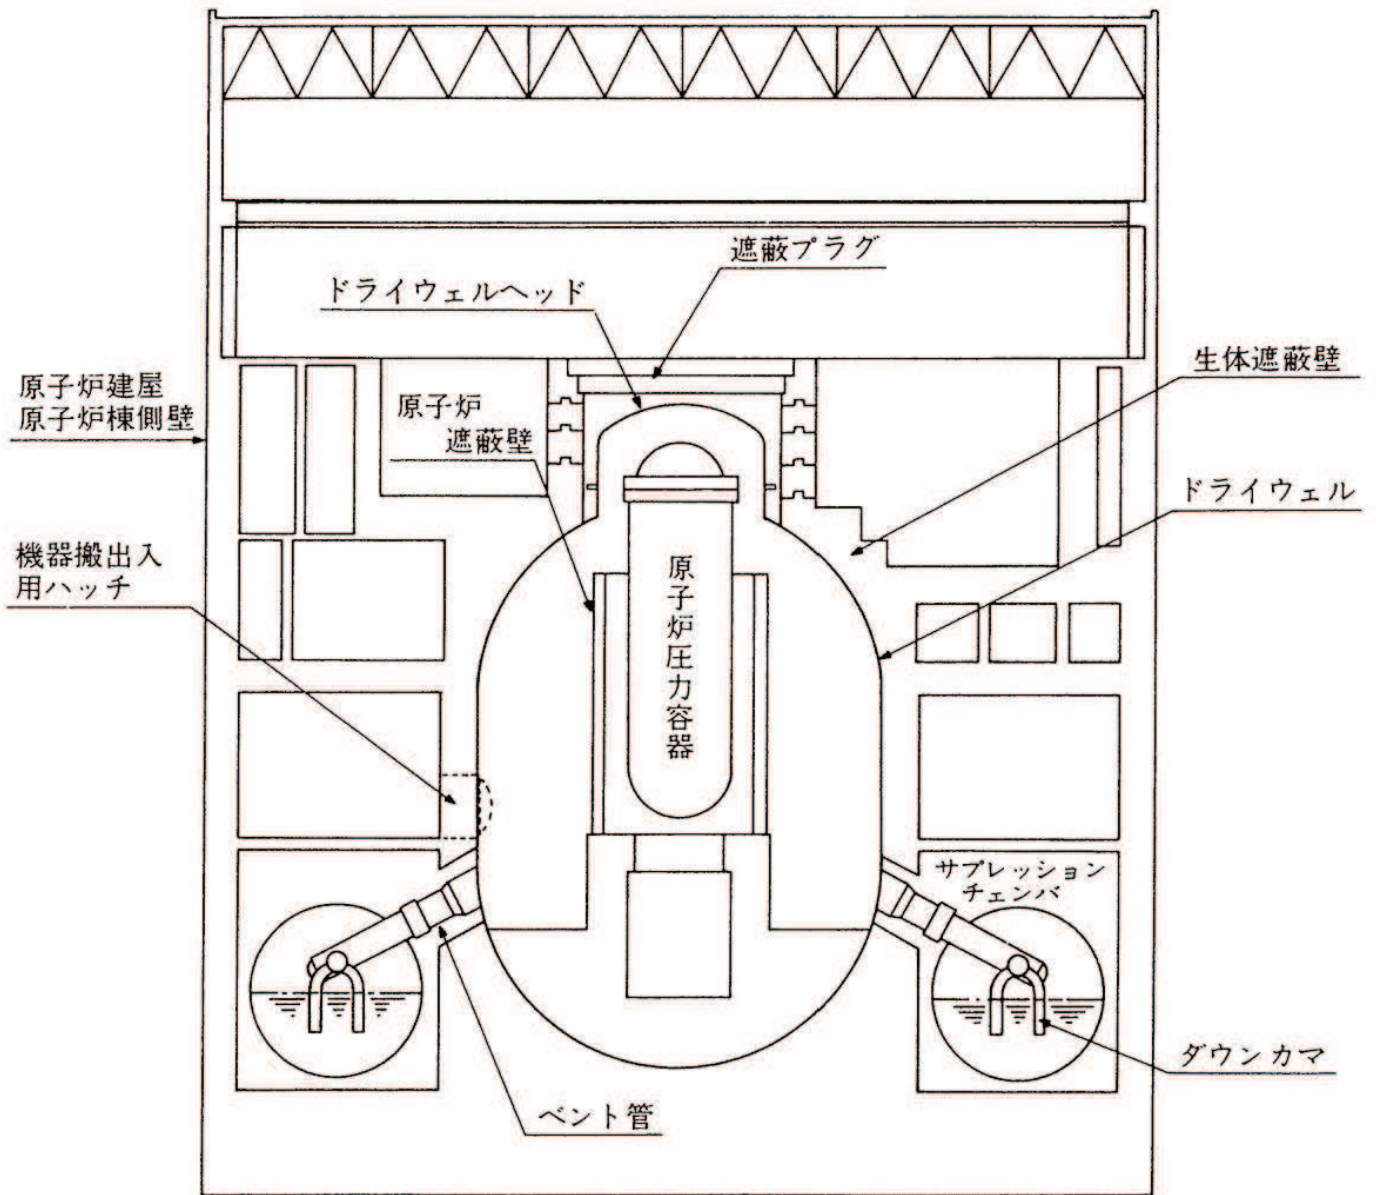 遮蔽プラグ
ドライウェルヘッド
生体遮蔽壁
原子炉建屋
原子炉棟側壁
原子炉
遮蔽壁
ドライウェル
機器搬出入
用ハッチ
原子炉圧力容器
サプレッション
チェンバ
ダウンカマ
ベント管